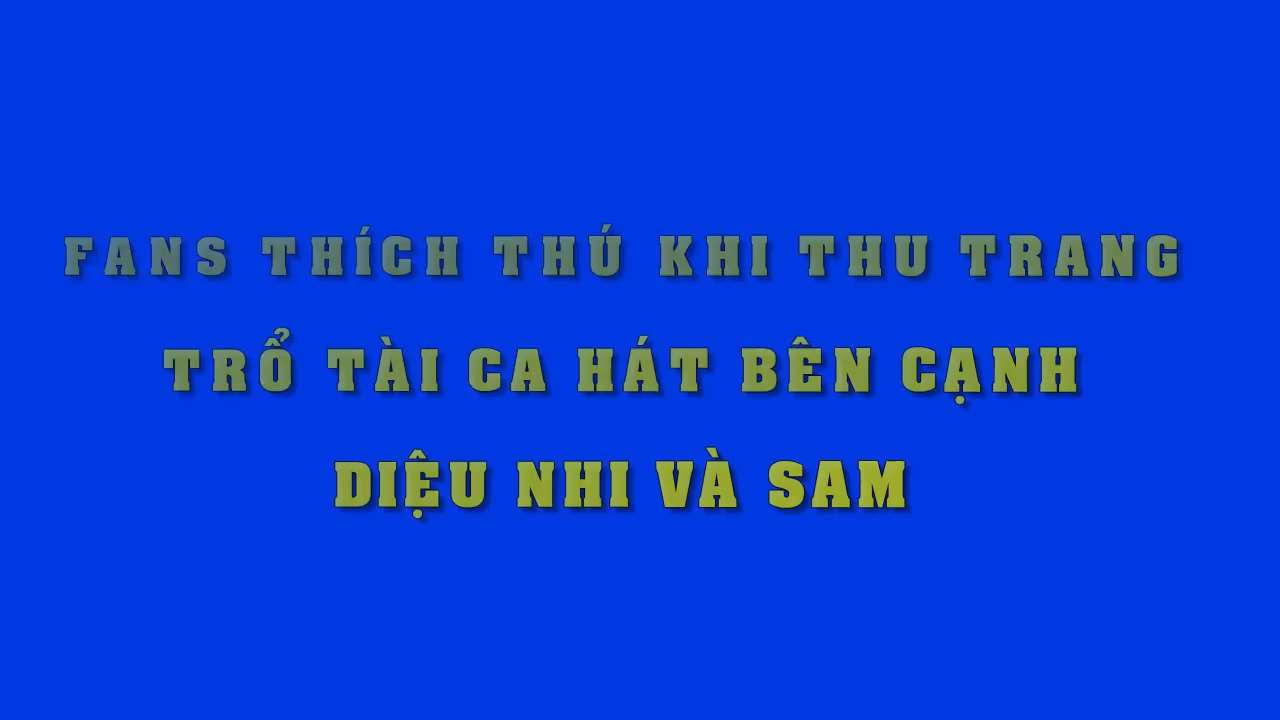 FANS THÍCH THÚ KHI THU TRANG
TRỔ TÀI CA HÁT BÊN CẠNH
DIỆU NHI VÀ SAM